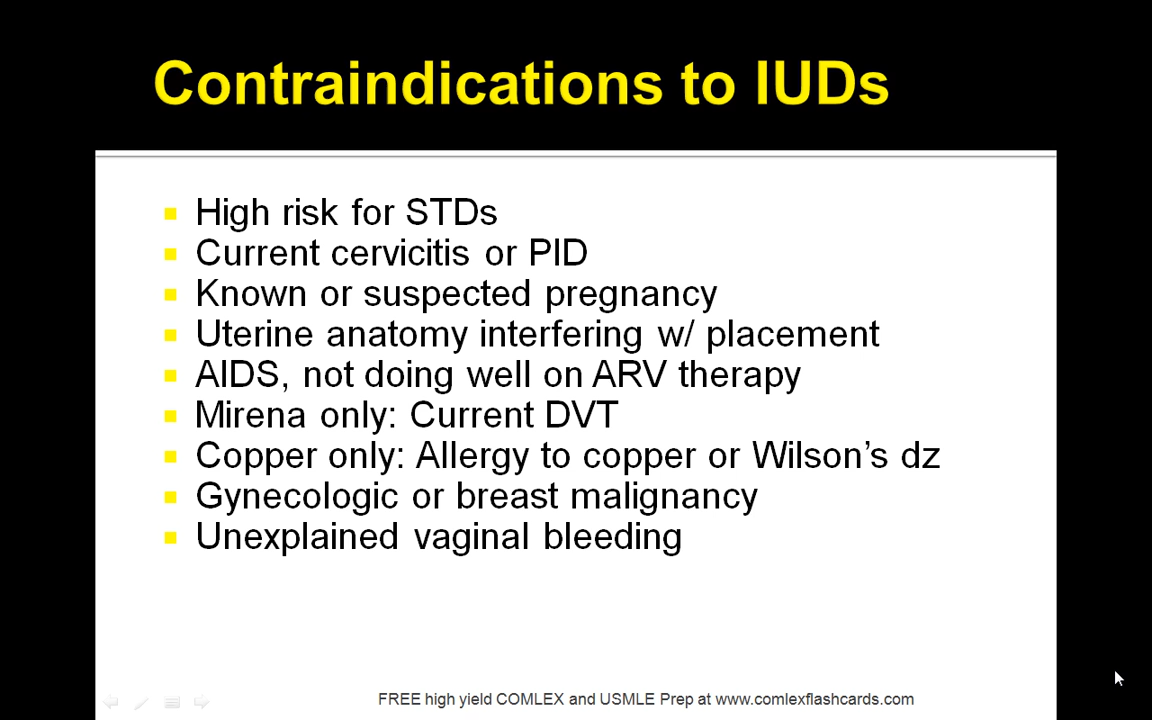 Contraindications to IUDs
High risk for STDs
Current cervicitis or PID
Known or suspected pregnancy
Uterine anatomy interfering w/ placement
AIDS, not doing well on ARV therapy
Mirena only: Current DVT
Copper only: Allergy to copper or Wilson’s dz
Gynecologic or breast malignancy
Unexplained vaginal bleeding
FREE high yield COMLEX and USMLE Prep at www.comlexflashcards.com